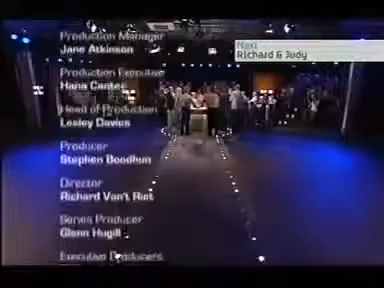 Production Manager
Jane Atkinson
Next
Richard & Judy
Production Executive
Hana Canter
Head of Production
Lesley Davies
Producer
Stephen Bondhun
Director
Richard Van't Riet
Series Producer
Glenn Hugill
Executive Producers